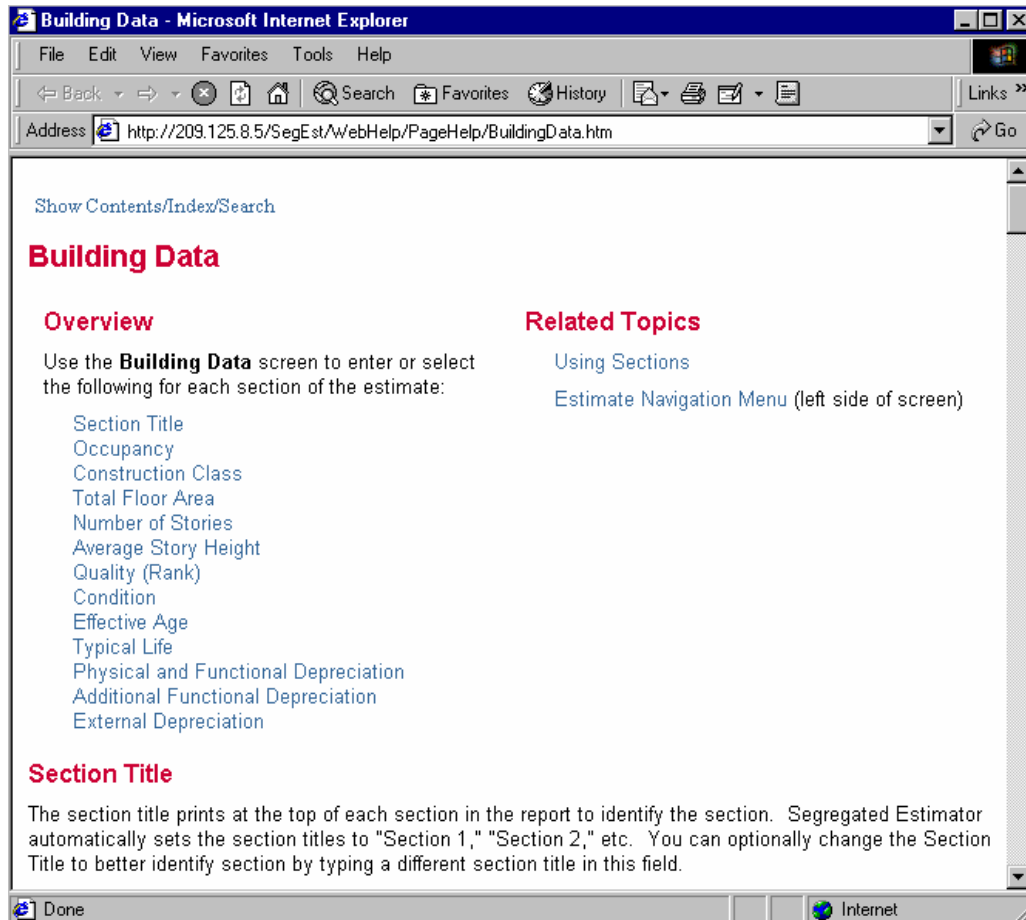 Building Data - Microsoft Internet Explorer
File Edit View Favorites Tools Help
Back Search Favorites History Links »
Address http://209.125.8.5/SegEst/WebHelp/PageHelp/BuildingData.htm Go
Show Contents/Index/Search
Building Data
Overview
Use the Building Data screen to enter or select
the following for each section of the estimate:
Section Title
Occupancy
Construction Class
Total Floor Area
Number of Stories
Average Story Height
Quality (Rank)
Condition
Effective Age
Typical Life
Physical and Functional Depreciation
Additional Functional Depreciation
External Depreciation
Related Topics
Using Sections
Estimate Navigation Menu (left side of screen)
Section Title
The section title prints at the top of each section in the report to identify the section. Segregated Estimator
automatically sets the section titles to "Section 1," "Section 2," etc. You can optionally change the Section
Title to better identify section by typing a different section title in this field.
Done Internet